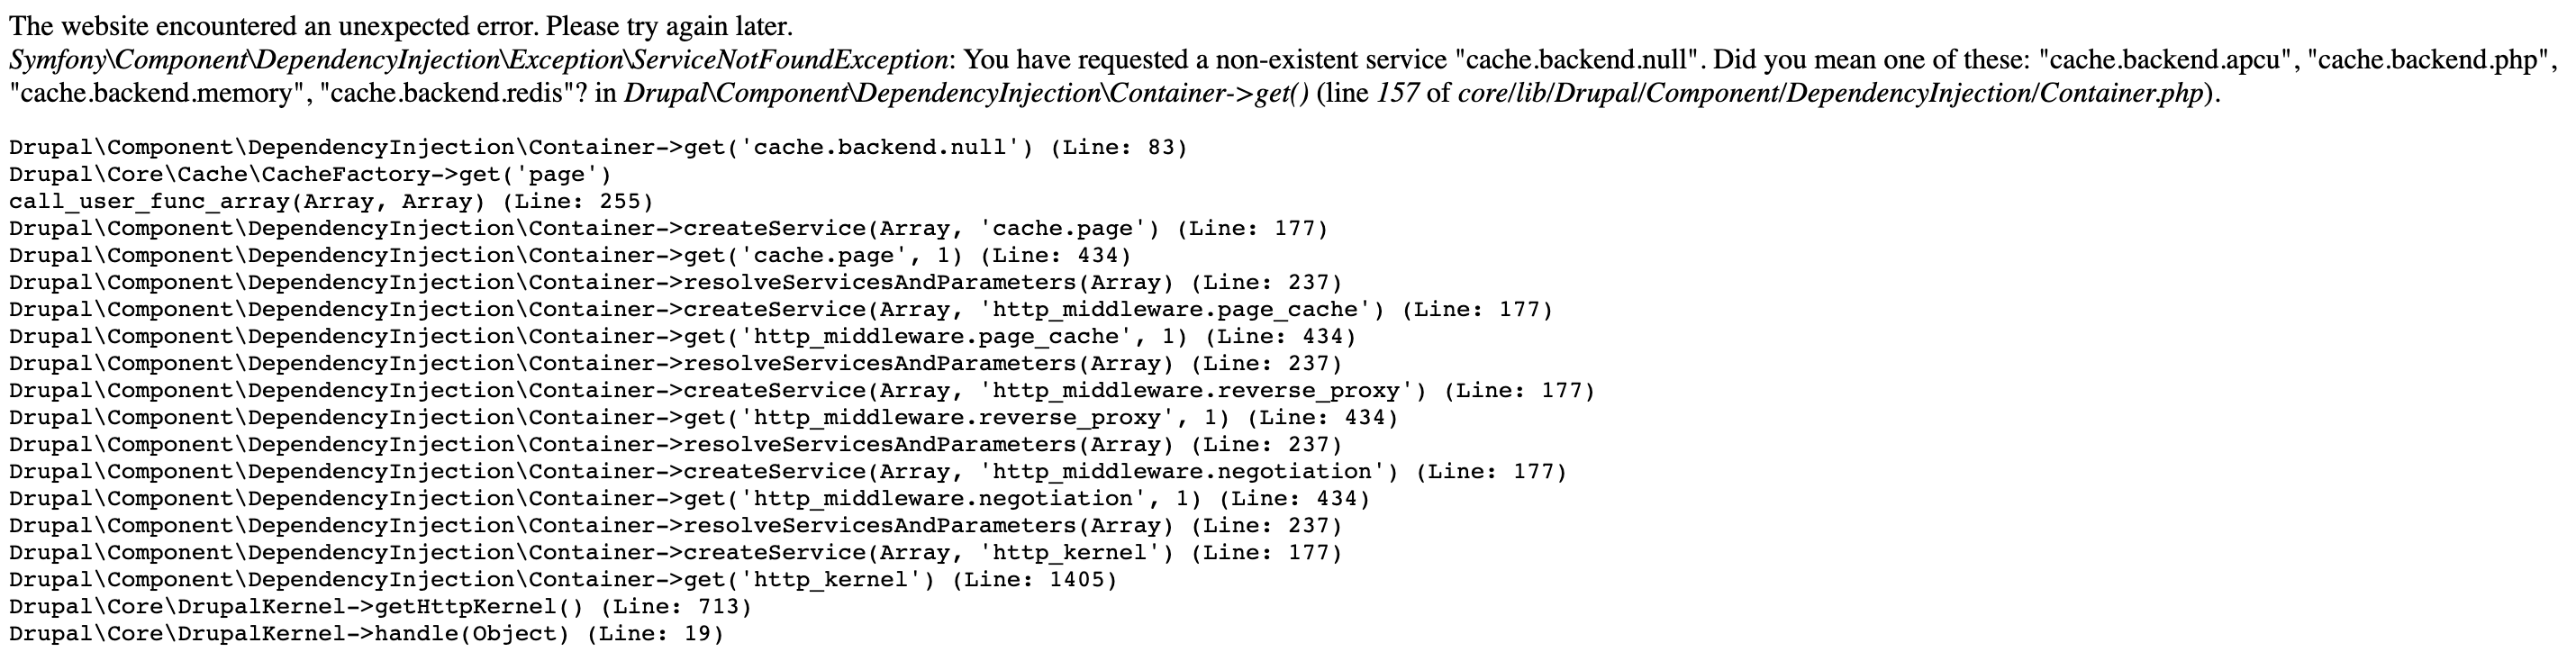 The website encountered an unexpected error. Please try again later.
Symfony\Component\DependencyInjection\Exception\ServiceNotFoundException: You have requested a non-existent service "cache.backend.null". Did you mean one of these: "cache.backend.apcu", "cache.backend.php",
"cache.backend.memory", "cache.backend.redis"? in Drupal\Component\DependencyInjection\Container->get() (line 157 of core/lib/Drupal/Component/DependencyInjection/Container.php).
Drupal\Component\DependencyInjection\Container->get('cache.backend.null') (Line: 83)
Drupal\Core\Cache\CacheFactory->get('page')
call_user_func_array(Array, Array) (Line: 255)
Drupal\Component\DependencyInjection\Container->createService(Array, 'cache.page') (Line: 177)
Drupal\Component\DependencyInjection\Container->get('cache.page', 1) (Line: 434)
Drupal\Component\DependencyInjection\Container->resolveServicesAndParameters(Array) (Line: 237)
Drupal\Component\DependencyInjection\Container->createService(Array, 'http_middleware.page_cache') (Line: 177)
Drupal\Component\DependencyInjection\Container->get('http_middleware.page_cache', 1) (Line: 434)
Drupal\Component\DependencyInjection\Container->resolveServicesAndParameters(Array) (Line: 237)
Drupal\Component\DependencyInjection\Container->createService(Array, 'http_middleware.reverse_proxy') (Line: 177)
Drupal\Component\DependencyInjection\Container->get('http_middleware.reverse_proxy', 1) (Line: 434)
Drupal\Component\DependencyInjection\Container->resolveServicesAndParameters(Array) (Line: 237)
Drupal\Component\DependencyInjection\Container->createService(Array, 'http_middleware.negotiation') (Line: 177)
Drupal\Component\DependencyInjection\Container->get('http_middleware.negotiation', 1) (Line: 434)
Drupal\Component\DependencyInjection\Container->resolveServicesAndParameters(Array) (Line: 237)
Drupal\Component\DependencyInjection\Container->createService(Array, 'http_kernel') (Line: 177)
Drupal\Component\DependencyInjection\Container->get('http_kernel') (Line: 1405)
Drupal\Core\DrupalKernel->getHttpKernel() (Line: 713)
Drupal\Core\DrupalKernel->handle(Object) (Line: 19)